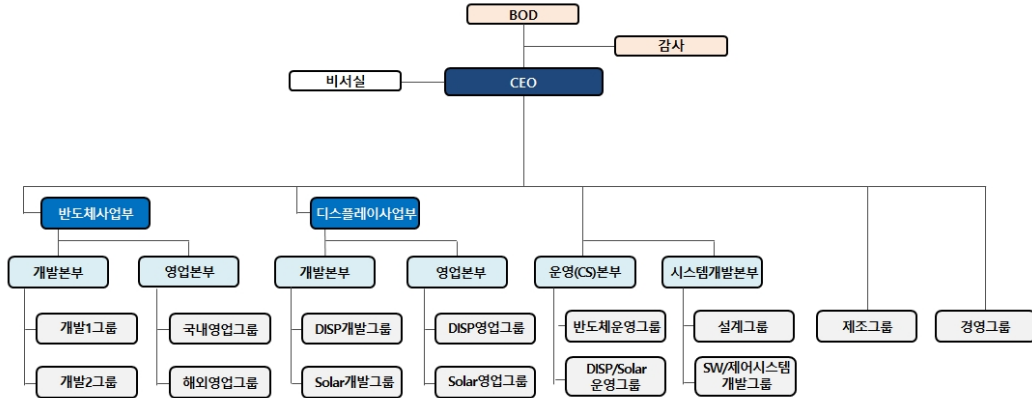 BOD
감사
비서실
CEO
반도체사업부
디스플레이사업부
개발본부
영업본부
개발본부
영업본부
운영(CS)본부
시스템개발본부
개발1그룹
국내영업그룹
DISP개발그룹
DISP영업그룹
반도체운영그룹
설계그룹
제조그룹
경영그룹
개발2그룹
해외영업그룹
Solar개발그룹
Solar영업그룹
DISP/Solar
운영그룹
SW/제어시스템
개발그룹